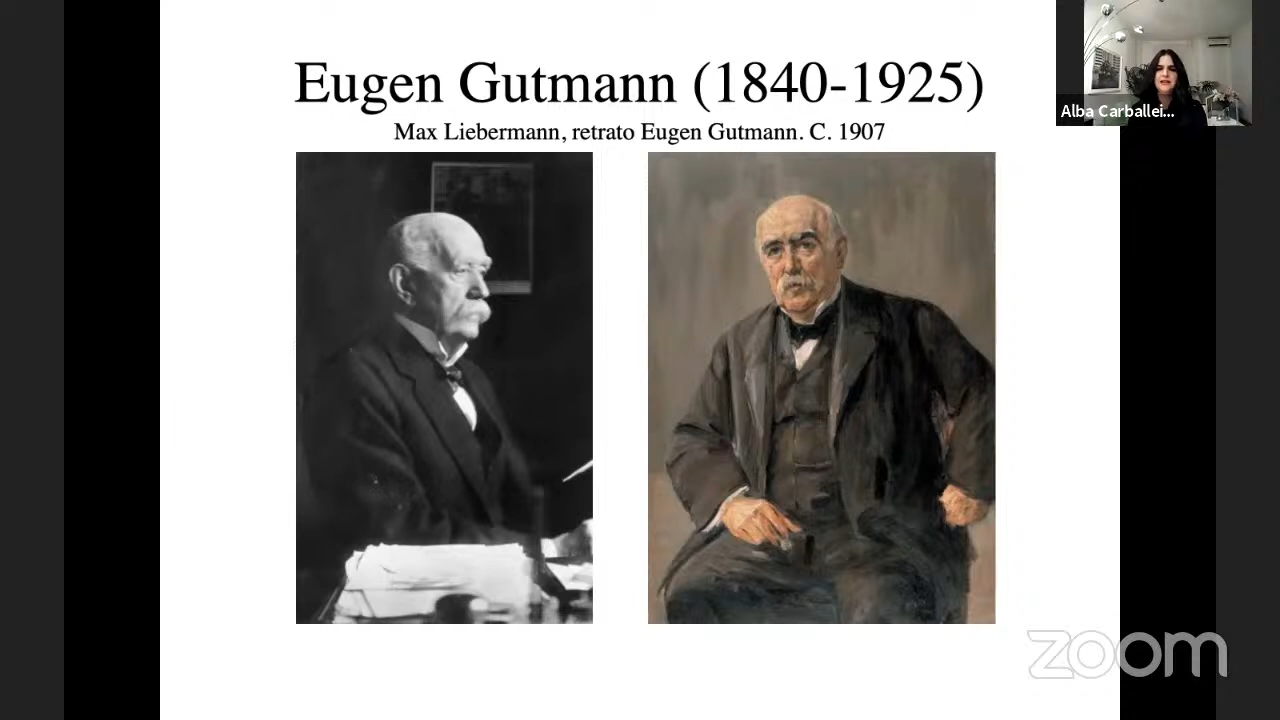 Eugen Gutmann (1840-1925)
Max Liebermann, retrato Eugen Gutmann. C. 1907
Alba Carballei...
zoom